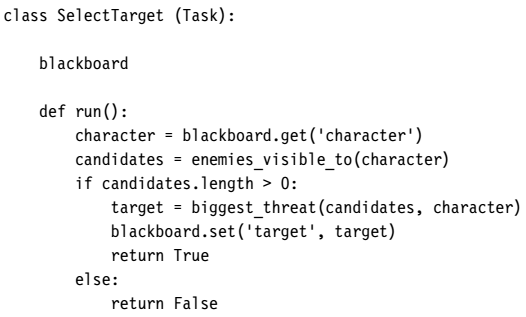 class SelectTarget (Task):
    blackboard
    def run():
        character = blackboard.get('character')
        candidates = enemies_visible_to(character)
        if candidates.length > 0:
            target = biggest_threat(candidates, character)
            blackboard.set('target', target)
            return True
        else:
            return False